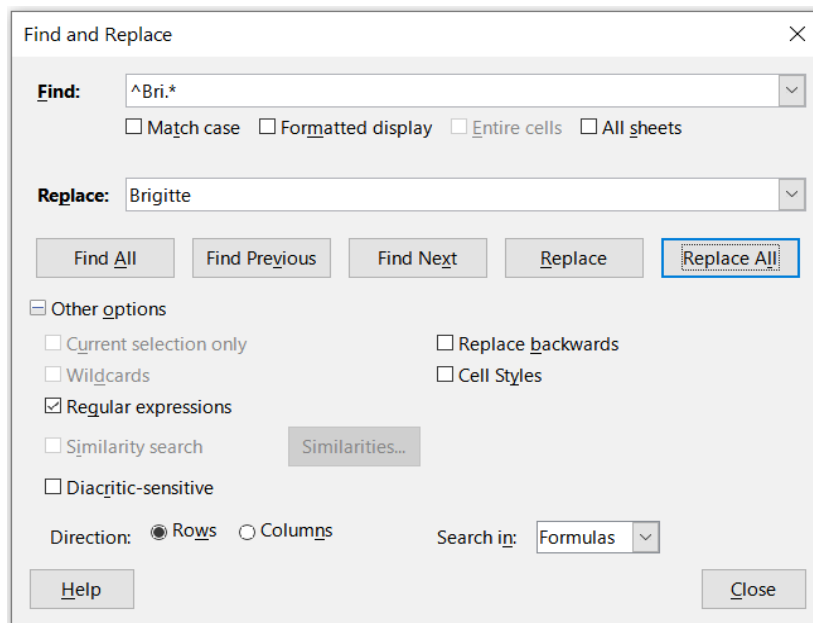 Find and Replace
Find: ^Bri.*
Match case Formatted display Entire cells All sheets
Replace: Brigitte
Find All Find Previous Find Next Replace Replace All
Other options
Current selection only Replace backwards
Wildcards Cell Styles
Regular expressions
Similarity search Similarities...
Diacritic-sensitive
Direction: Rows Columns Search in: Formulas
Help Close